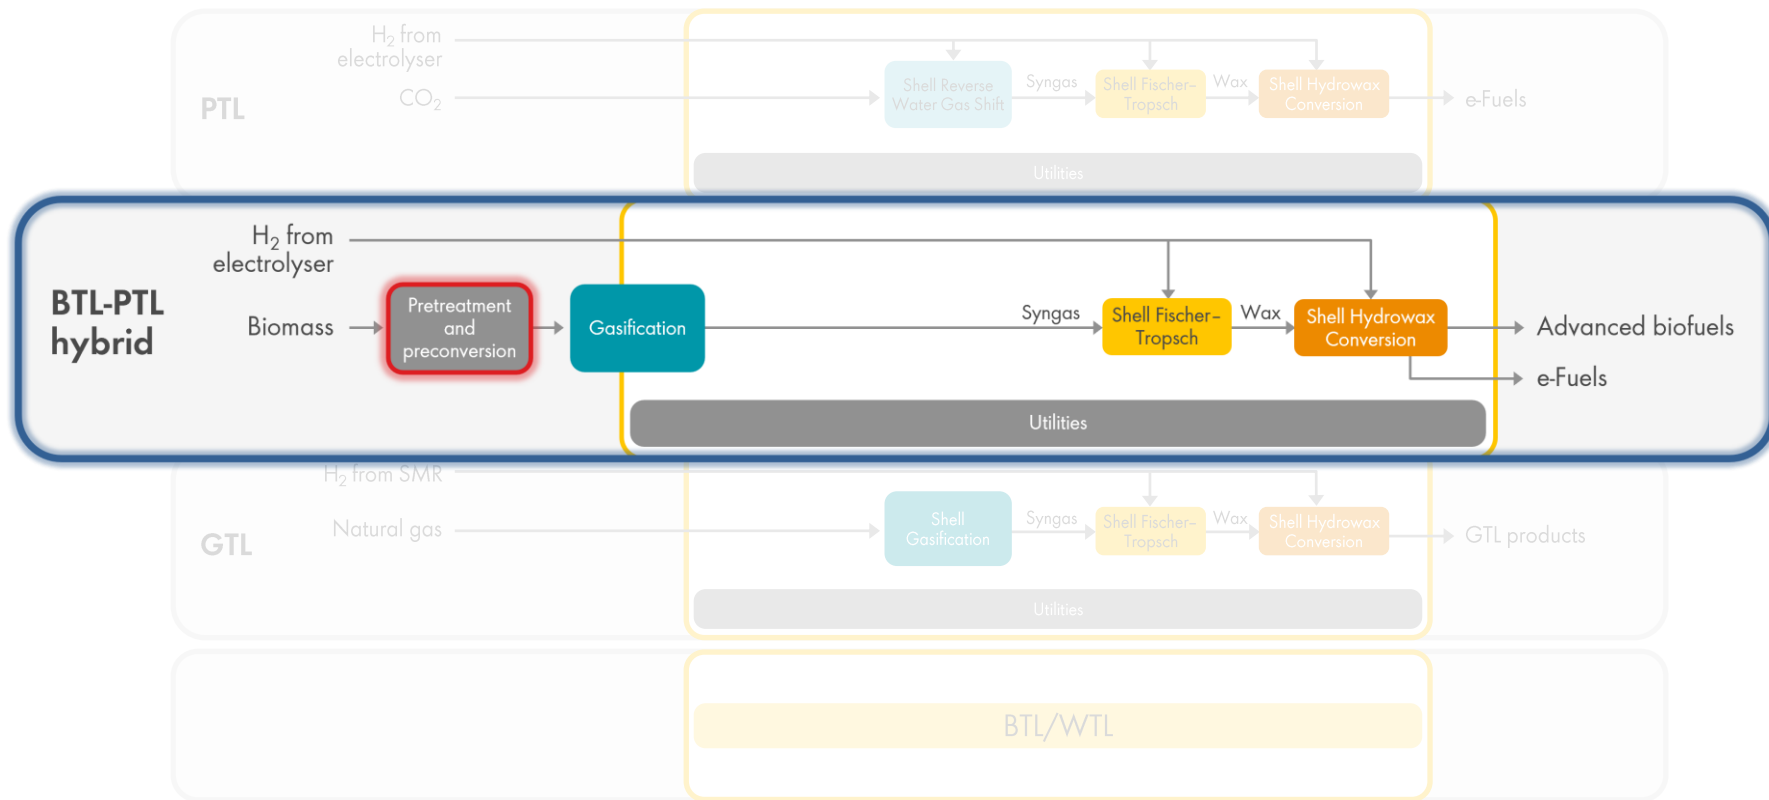 H₂ from
electrolyser
CO₂
PTL
Shell Reverse
Water Gas Shift
Syngas
Shell Fischer–
Tropsch
Wax
Shell Hydrowax
Conversion
e-Fuels
Utilities
BTL-PTL
hybrid
H₂ from
electrolyser
Biomass
Pretreatment
and
preconversion
Gasification
Syngas
Shell Fischer–
Tropsch
Wax
Shell Hydrowax
Conversion
Advanced biofuels
e-Fuels
Utilities
GTL
H₂ from SMR
Natural gas
Shell
Gasification
Syngas
Shell Fischer–
Tropsch
Wax
Shell Hydrowax
Conversion
GTL products
Utilities
BTL/WTL